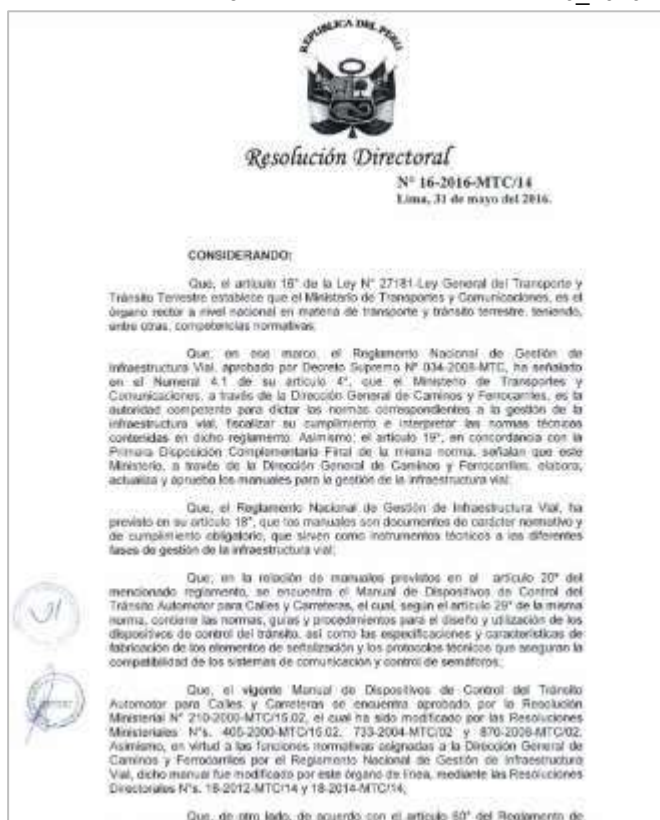 REPUBLICA DEL PERU
Resolución Directoral
N° 16-2016-MTC/14
Lima, 31 de mayo del 2016.
CONSIDERANDO:
Que, el artículo 16° de la Ley N° 27181-Ley General del Transporte y
Tránsito Terrestre establece que el Ministerio de Transportes y Comunicaciones, es el
órgano rector a nivel nacional en materia de transporte y tránsito terrestre, teniendo,
entre otras, competencias normativas;
Que, en ese marco, el Reglamento Nacional de Gestión de
Infraestructura Vial, aprobado por Decreto Supremo N° 034-2008-MTC, ha señalado
en el Numeral 4.1 de su artículo 4°, que el Ministerio de Transportes y
Comunicaciones, a través de la Dirección General de Caminos y Ferrocarriles, es la
autoridad competente para dictar las normas correspondientes a la gestión de la
infraestructura vial, fiscalizar su cumplimiento e interpretar las normas técnicas
contenidas en dicho reglamento. Asimismo; el artículo 19°, en concordancia con la
Primera Disposición Complementaria Final de la misma norma, señalan que este
Ministerio, a través de la Dirección General de Caminos y Ferrocarriles, elabora,
actualiza y aprueba los manuales para la gestión de la infraestructura vial;
Que, el Reglamento Nacional de Gestión de Infraestructura Vial, ha
previsto en su artículo 18°, que los manuales son documentos de carácter normativo y
de cumplimiento obligatorio, que sirven como instrumentos técnicos a las diferentes
fases de gestión de la infraestructura vial;
Que, en la relación de manuales previstos en el artículo 20° del
mencionado reglamento, se encuentra el Manual de Dispositivos de Control del
Tránsito Automotor para Calles y Carreteras, el cual, según el artículo 29° de la misma
norma, contiene las normas, guías y procedimientos para el diseño y utilización de los
dispositivos de control del tránsito, así como las especificaciones y características de
fabricación de los elementos de señalización y los protocolos técnicos que aseguran la
compatibilidad de los sistemas de comunicación y control de semáforos;
Que, el vigente Manual de Dispositivos de Control del Tránsito
Automotor para Calles y Carreteras se encuentra aprobado por la Resolución
Ministerial N° 210-2000-MTC/15.02, el cual ha sido modificado por las Resoluciones
Ministeriales N°s. 405-2000-MTC/15.02, 733-2004-MTC/02 y 870-2008-MTC/02.
Asimismo, en virtud a las funciones normativas asignadas a la Dirección General de
Caminos y Ferrocarriles por el Reglamento Nacional de Gestión de Infraestructura
Vial, dicho manual fue modificado por este órgano de línea, mediante las Resoluciones
Directorales N°s. 16-2012-MTC/14 y 18-2014-MTC/14;
Que, de otro lado, de acuerdo con el artículo 60° del Reglamento de